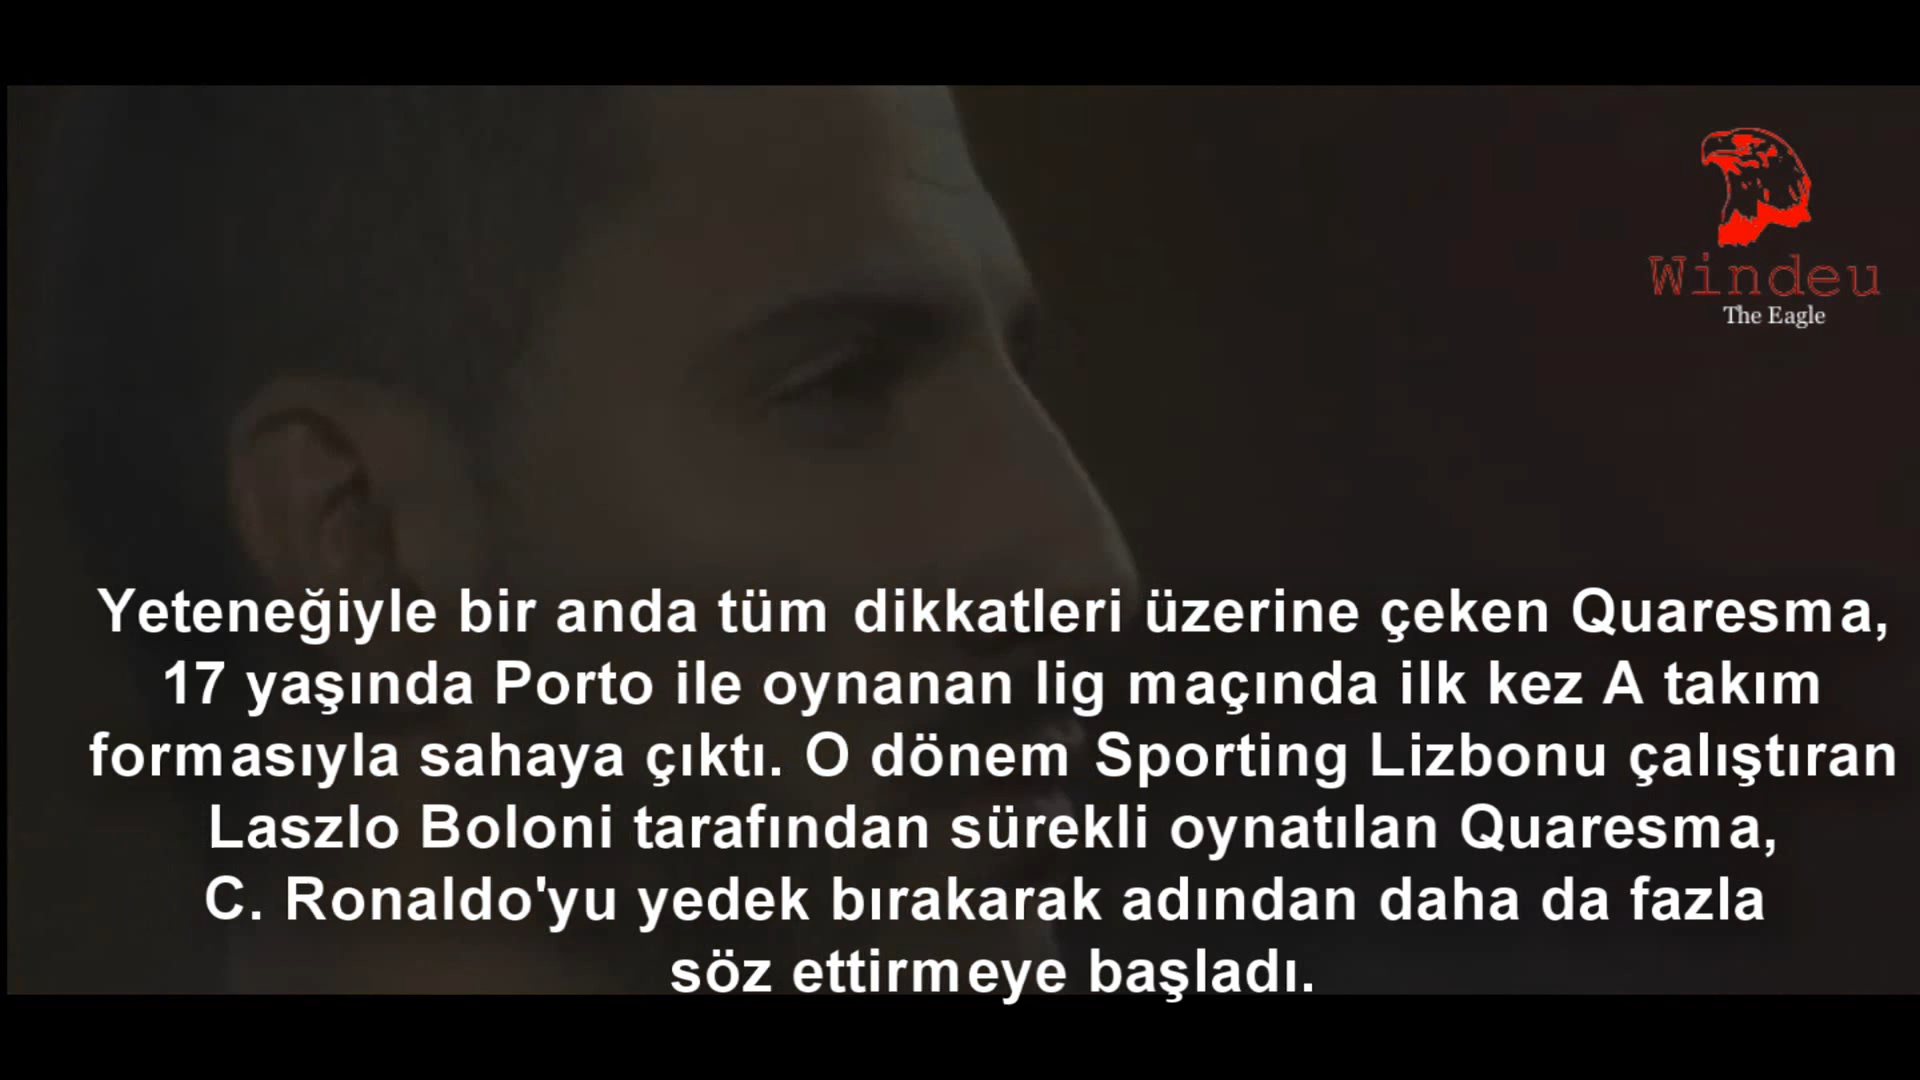 Windeu
The Eagle
Yeteneğiyle bir anda tüm dikkatleri üzerine çeken Quaresma,
17 yaşında Porto ile oynanan lig maçında ilk kez A takım
formasıyla sahaya çıktı. O dönem Sporting Lizbonu çalıştıran
Laszlo Boloni tarafından sürekli oynatılan Quaresma,
C. Ronaldo'yu yedek bırakarak adından daha da fazla
söz ettirmeye başladı.